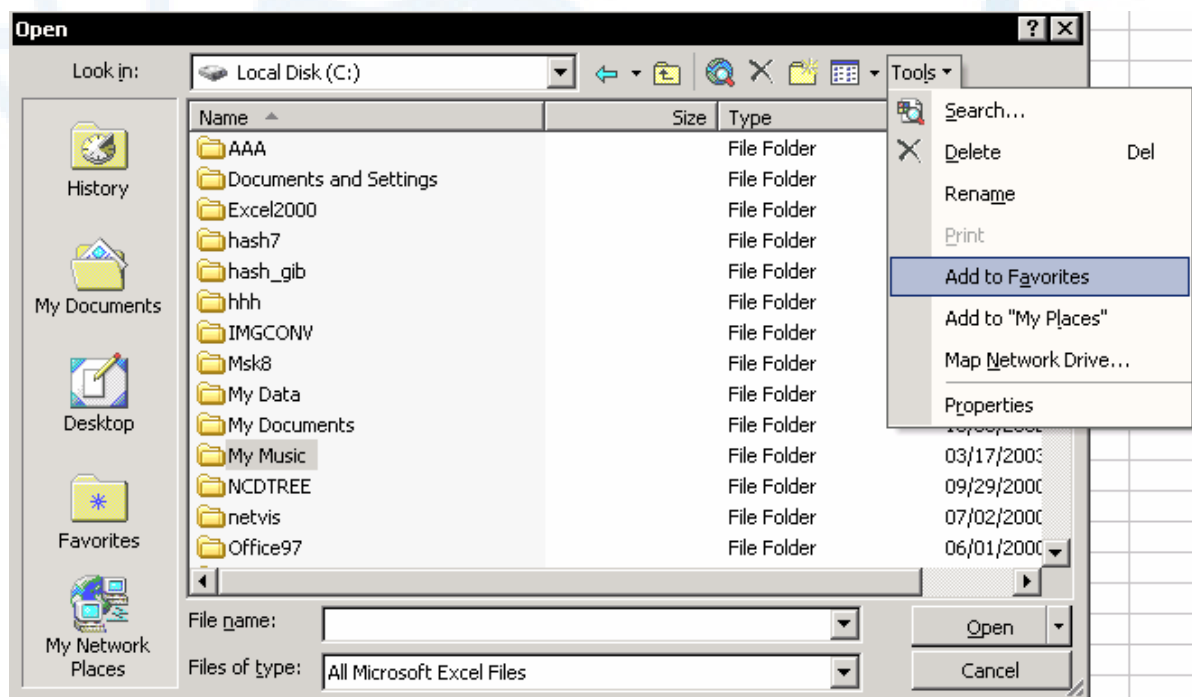 Open
Look in: Local Disk (C:) Tools
Name Size Type
AAA File Folder
Documents and Settings File Folder
Excel2000 File Folder
hash7 File Folder
hash_gib File Folder
hhh File Folder
IMGCONV File Folder
Msk8 File Folder
My Data File Folder
My Documents File Folder
My Music File Folder 03/17/2003
NCDTREE File Folder 09/29/2000
netvis File Folder 07/02/2000
Office97 File Folder 06/01/2000
History
My Documents
Desktop
Favorites
My Network
Places
Search...
Delete Del
Rename
Print
Add to Favorites
Add to "My Places"
Map Network Drive...
Properties
File name: Open
Files of type: All Microsoft Excel Files Cancel